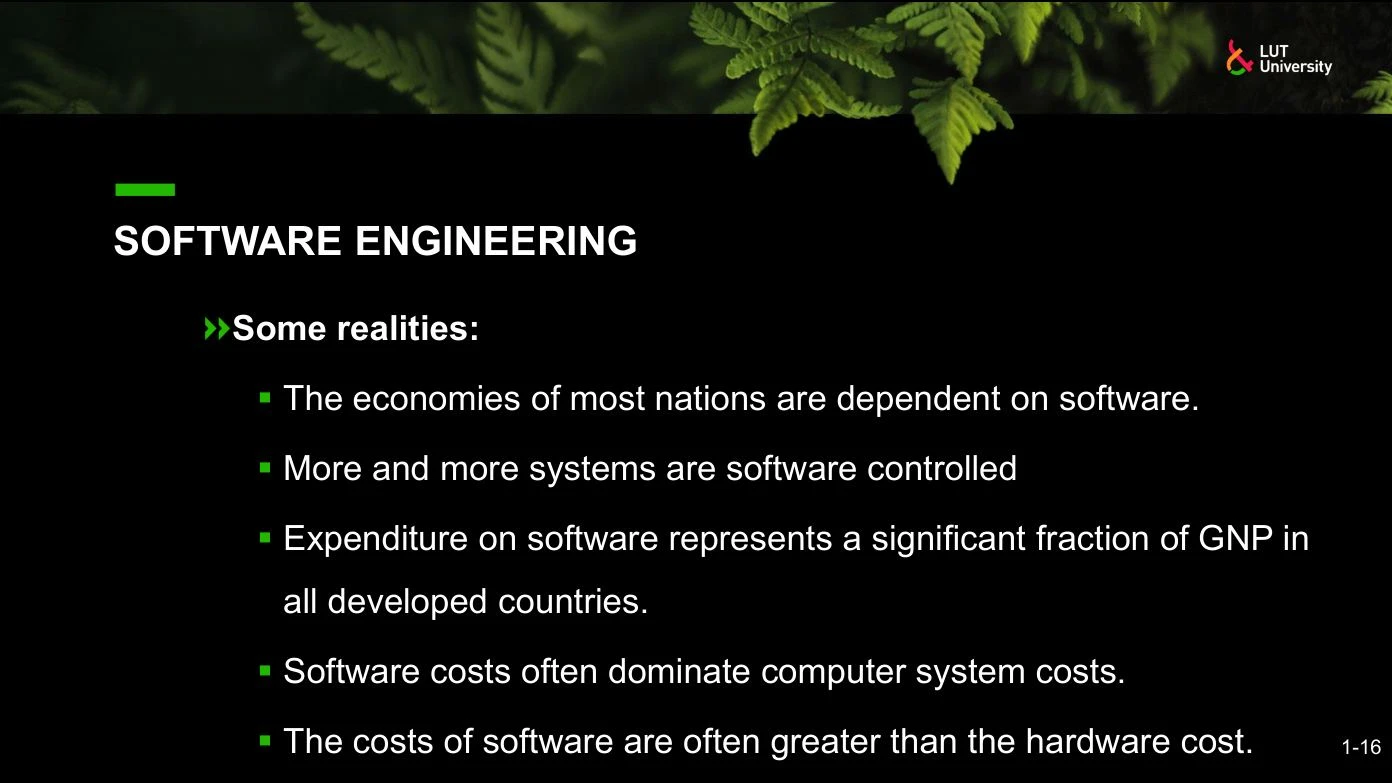 LUT
University
SOFTWARE ENGINEERING
Some realities:
The economies of most nations are dependent on software.
More and more systems are software controlled
Expenditure on software represents a significant fraction of GNP in
all developed countries.
Software costs often dominate computer system costs.
The costs of software are often greater than the hardware cost.
1-16